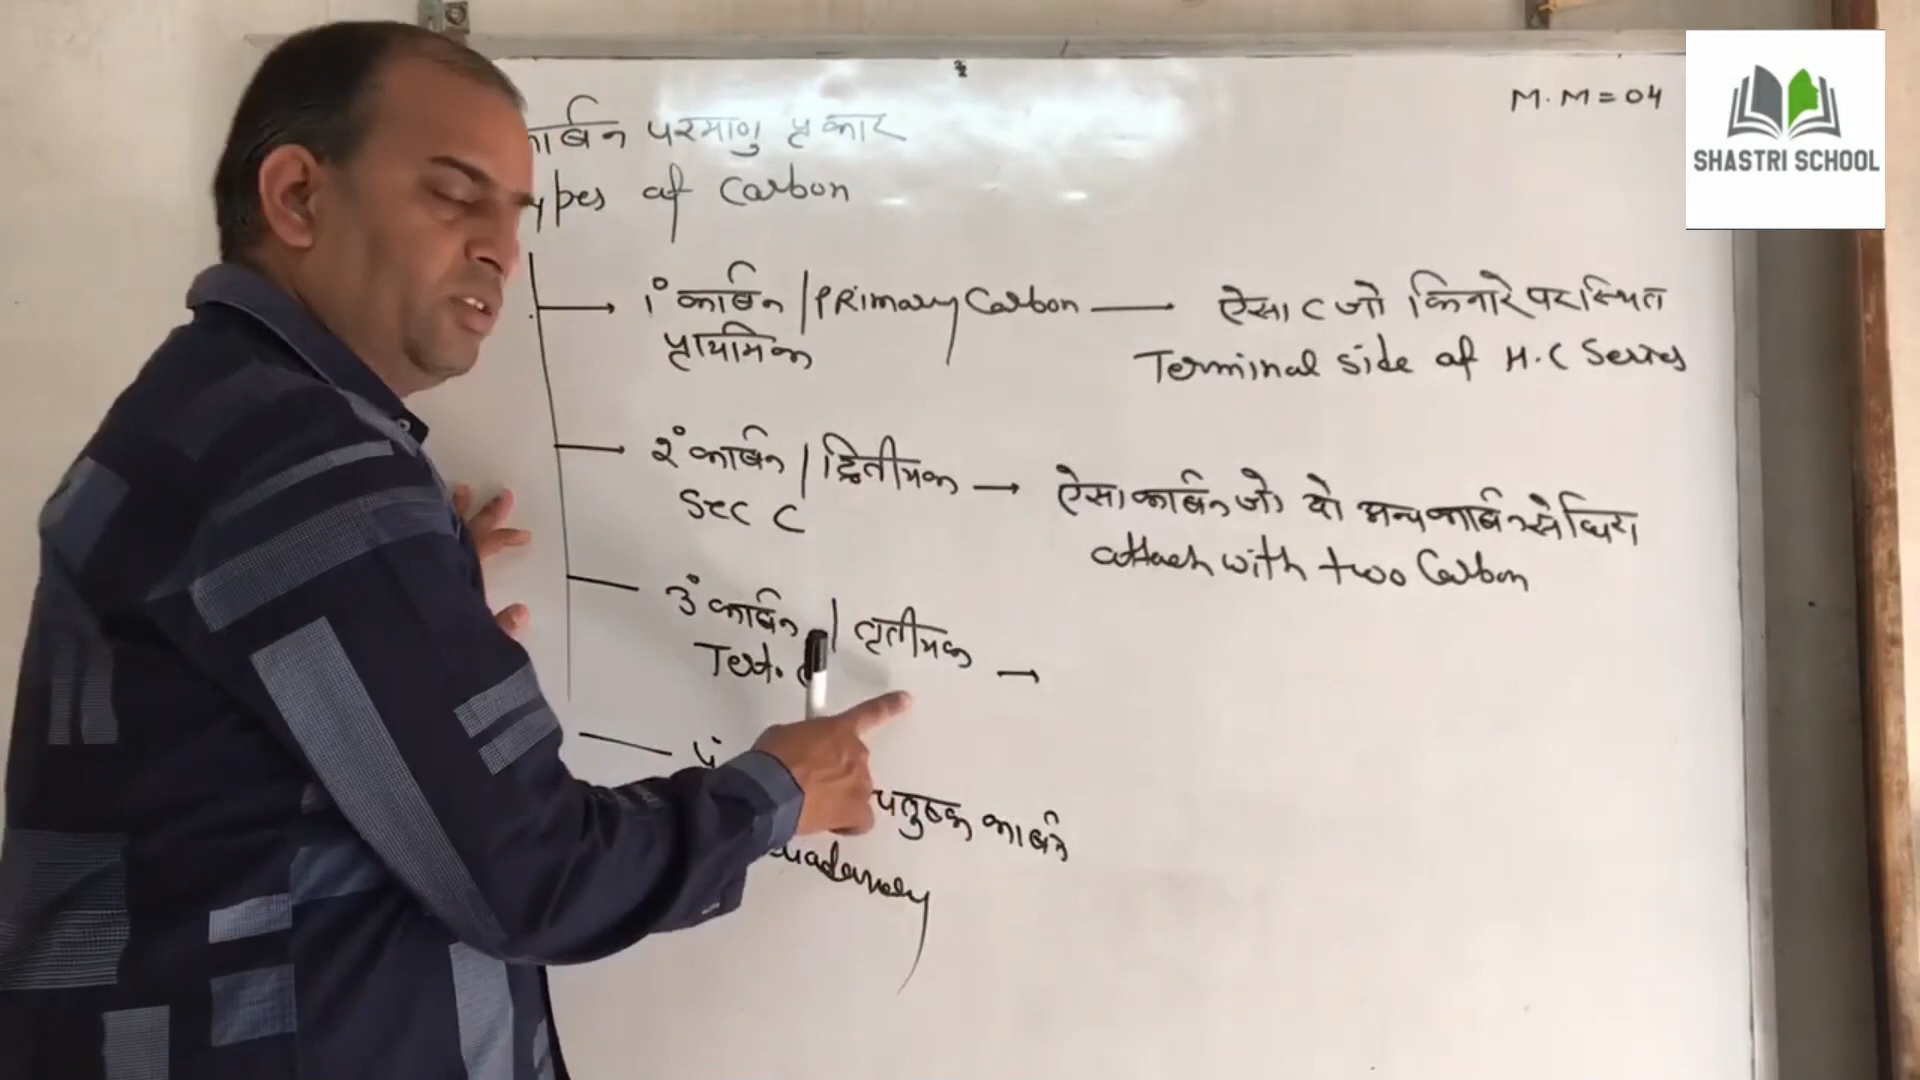 M.M=04
SHASTRI SCHOOL
कार्बन परमाणु प्रकार
ypes of Carbon
1° कार्बन / PRimary Carbon — ऐसा C जो किनारे पर स्थित
प्राथमिक
Terminal side of H.C Series
2° कार्बन / द्वितीयक → ऐसा कार्बन जो दो अन्य कार्बन से घिरा
Sec C
attach with two Carbon
3° कार्बन / तृतीयक →
Tert.
चतुष्क कार्बन